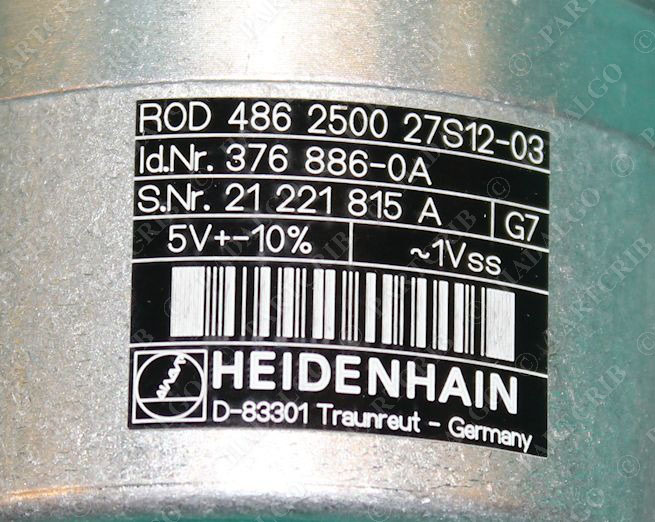 ROD 486 2500 27S12-03
Id.Nr. 376 886-0A
S.Nr. 21 221 815 A G7
5V+-10% ~1Vss
HEIDENHAIN
D-83301 Traunreut - Germany